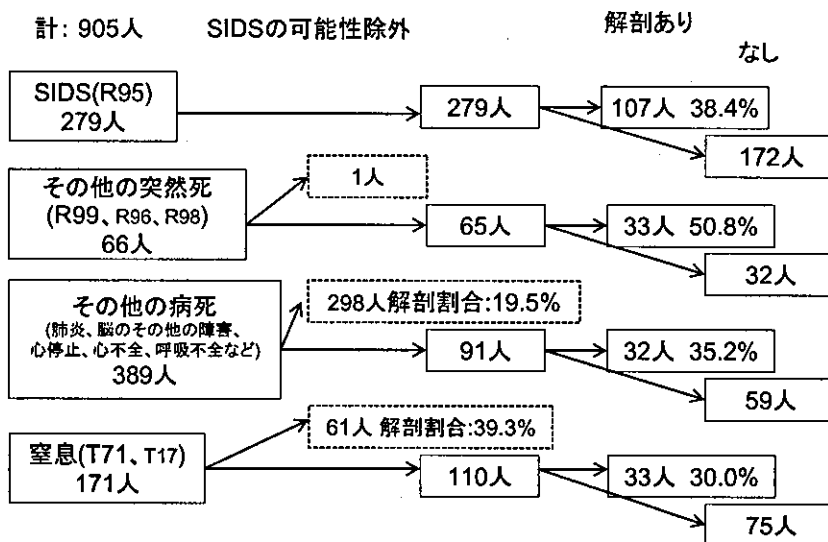 計: 905人 SIDSの可能性除外 解剖あり
なし
SIDS(R95)
279人
279人
107人 38.4%
172人
その他の突然死
(R99、R96、R98)
66人
1人
65人
33人 50.8%
32人
その他の病死
(肺炎、脳のその他の障害、
心停止、心不全、呼吸不全など)
389人
298人解剖割合:19.5%
91人
32人 35.2%
59人
窒息(T71、T17)
171人
61人 解剖割合:39.3%
110人
33人 30.0%
75人